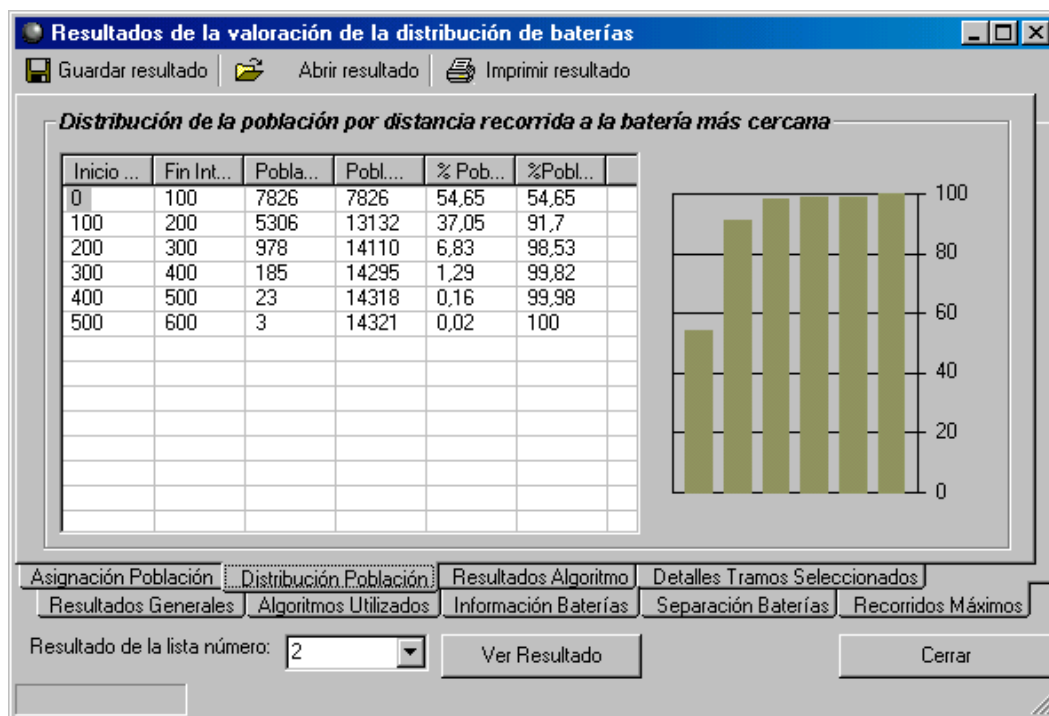 Resultados de la valoración de la distribución de baterías
Guardar resultado Abrir resultado Imprimir resultado
Distribución de la población por distancia recorrida a la batería más cercana
Inicio ... Fin Int... Pobla... Pobl.... % Pob... %Pobl...
0 100 7826 7826 54,65 54,65
100 200 5306 13132 37,05 91,7
200 300 978 14110 6,83 98,53
300 400 185 14295 1,29 99,82
400 500 23 14318 0,16 99,98
500 600 3 14321 0,02 100
100
80
60
40
20
0
Asignación Población Distribución Población Resultados Algoritmo Detalles Tramos Seleccionados
Resultados Generales Algoritmos Utilizados Información Baterías Separación Baterías Recorridos Máximos
Resultado de la lista número: 2 Ver Resultado Cerrar